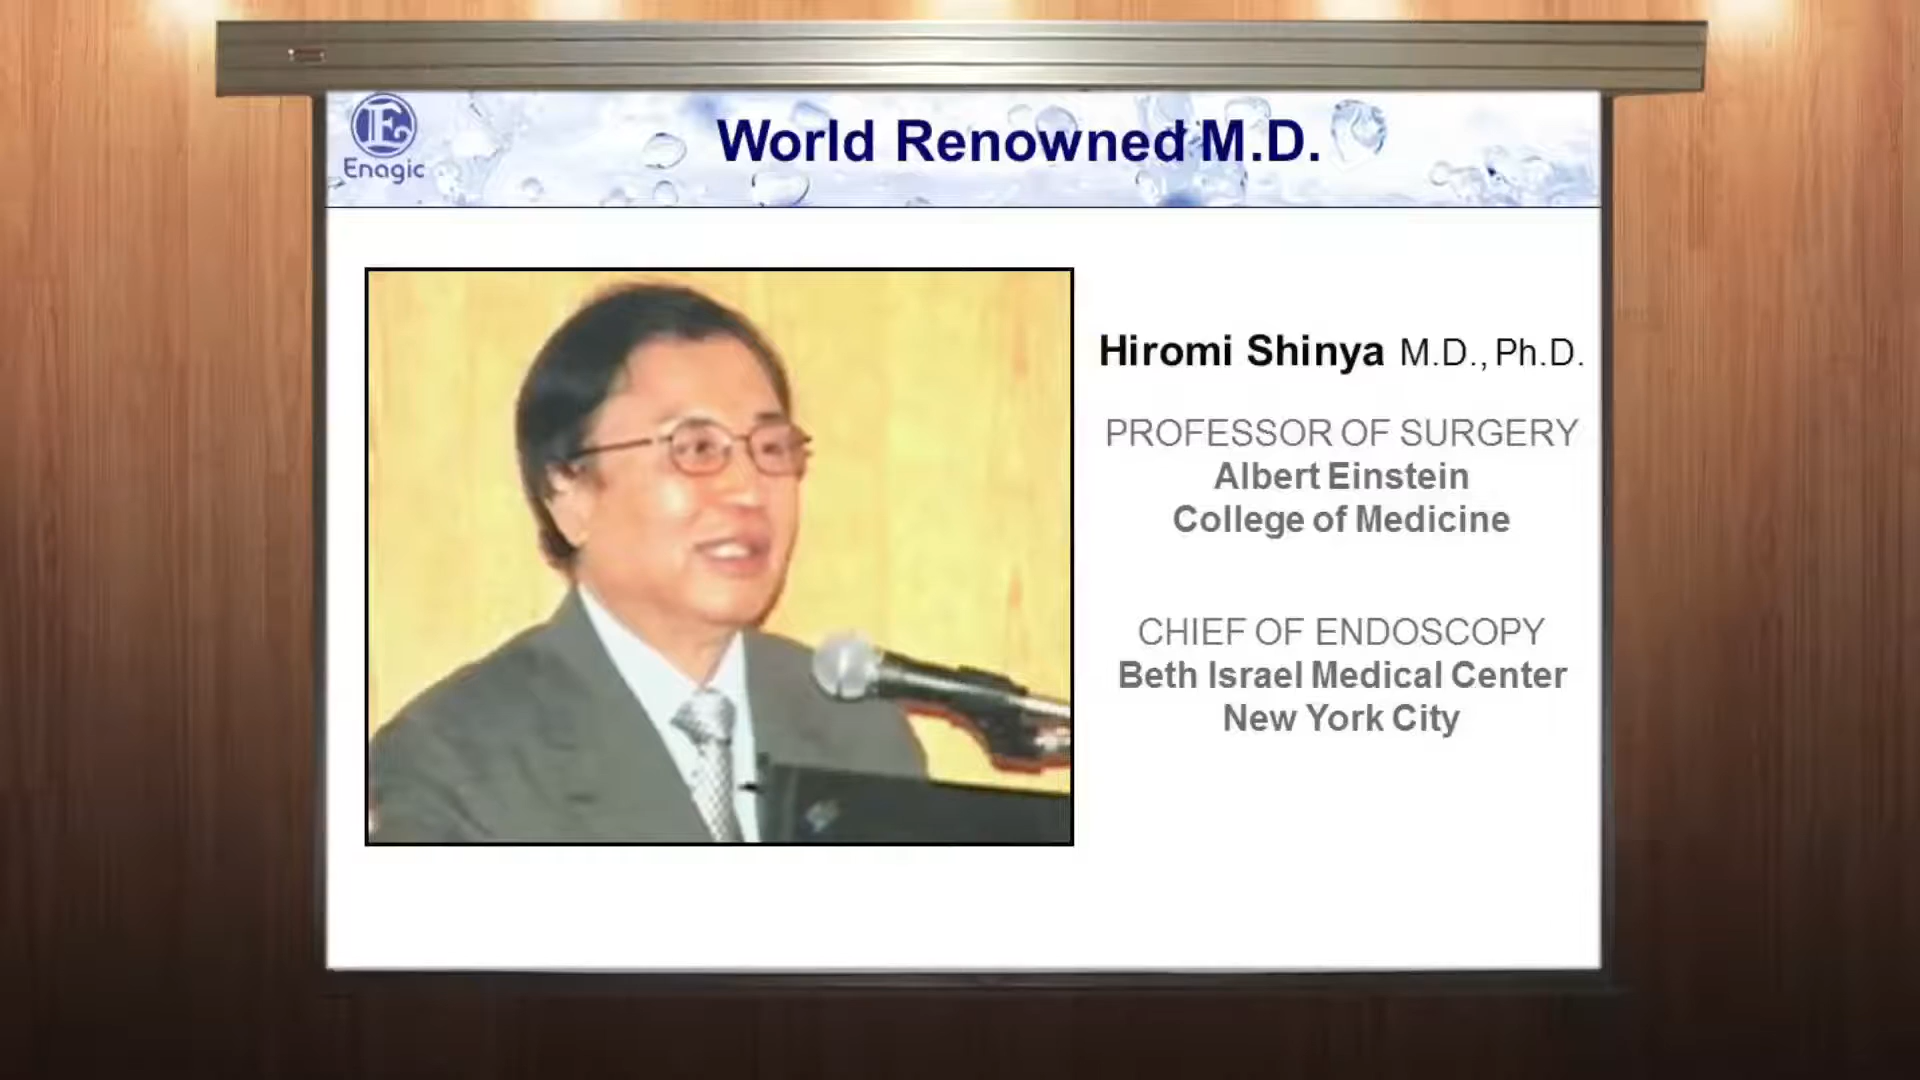 Enagic
World Renowned M.D.
Hiromi Shinya M.D., Ph.D.
PROFESSOR OF SURGERY
Albert Einstein
College of Medicine
CHIEF OF ENDOSCOPY
Beth Israel Medical Center
New York City